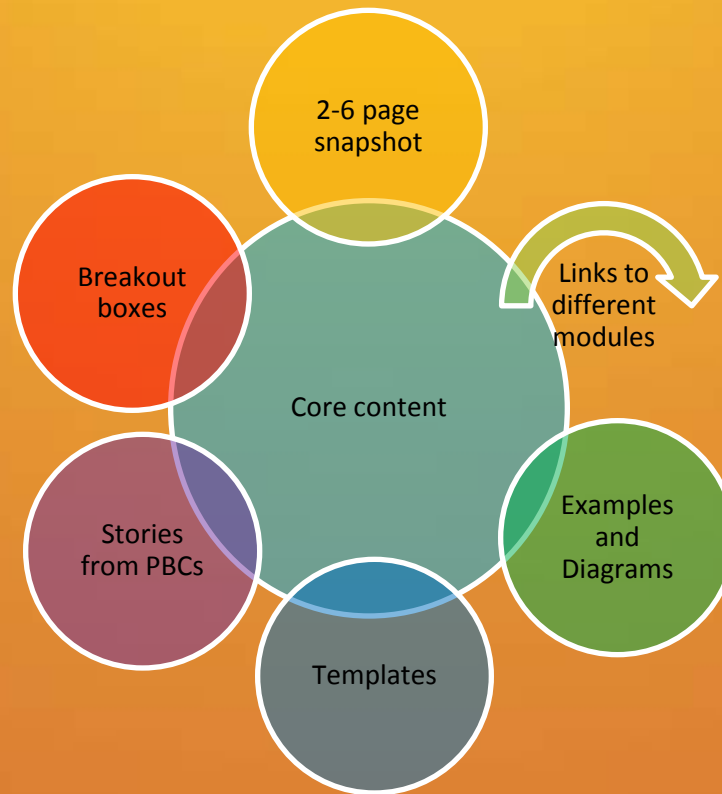 2-6 page
snapshot
Breakout
boxes
Links to
different
modules
Core content
Stories
from PBCs
Examples
and
Diagrams
Templates